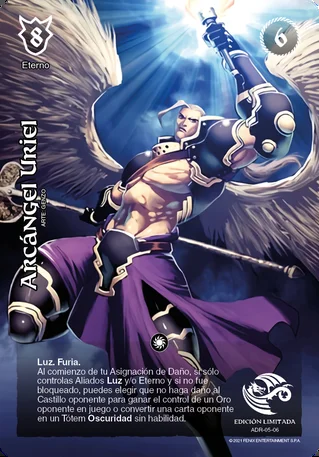 8
6
Eterno
Arcángel Uriel
ARTE: GENZO
Luz. Furia.
Al comienzo de tu Asignación de Daño, si sólo
controlas Aliados Luz y/o Eterno y si no fue
bloqueado, puedes elegir que no haga daño al
Castillo oponente para ganar el control de un Oro
oponente en juego o convertir una carta oponente
en un Tótem Oscuridad sin habilidad.
EDICIÓN LIMITADA
ADR-05-06
© 2021 FENIX ENTERTAINMENT S.P.A.